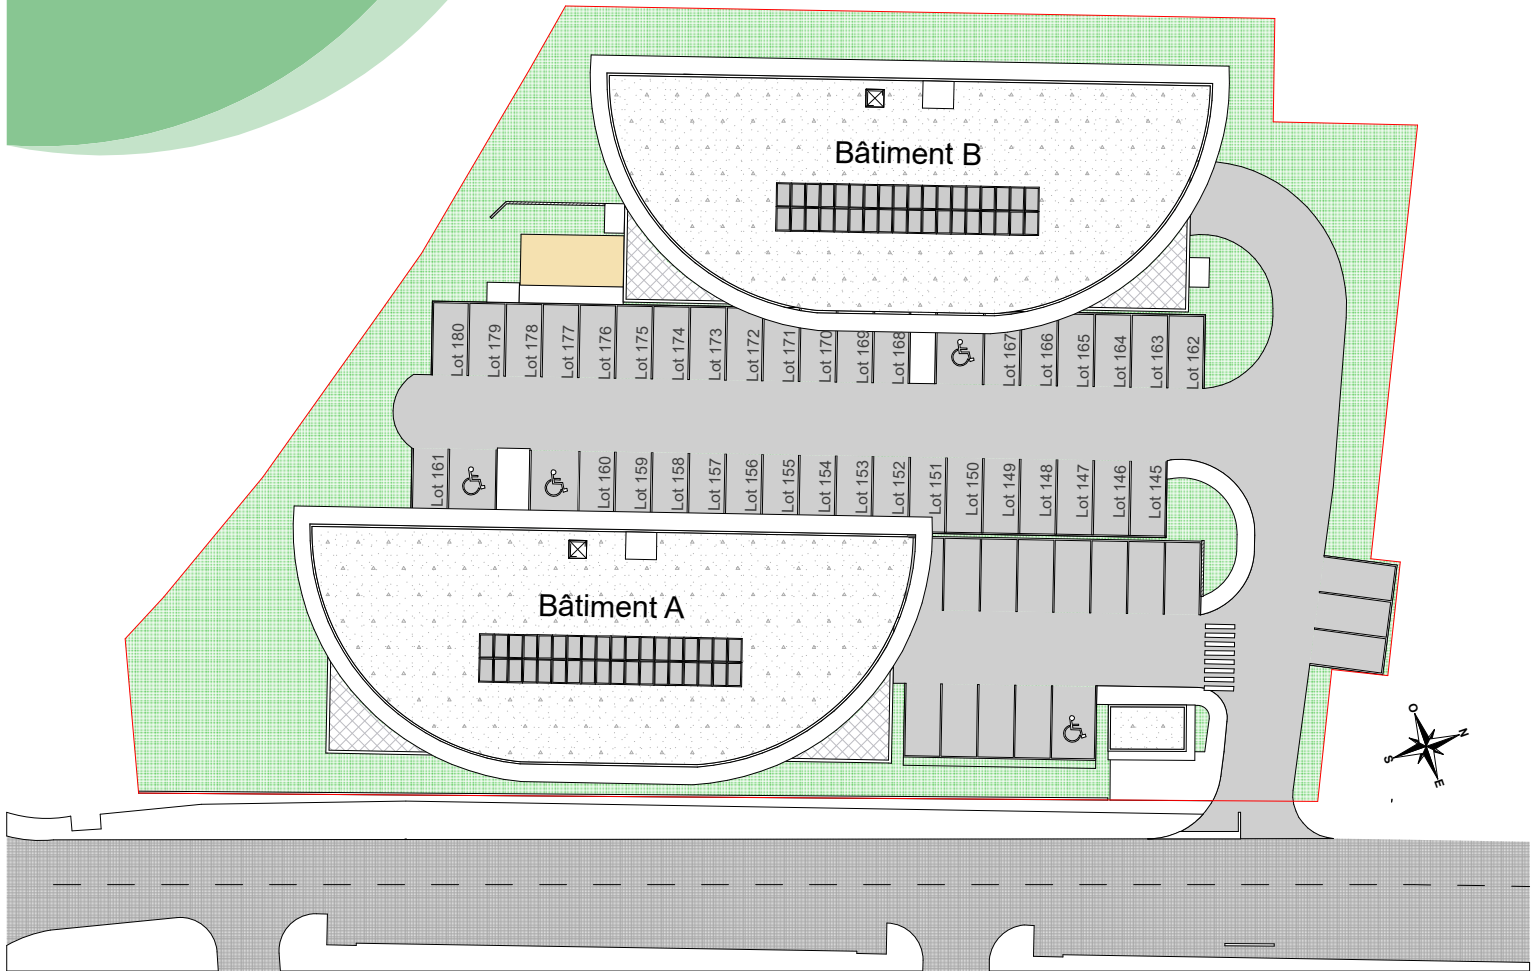 Bâtiment B
Lot 180
Lot 179
Lot 178
Lot 177
Lot 176
Lot 175
Lot 174
Lot 173
Lot 172
Lot 171
Lot 170
Lot 169
Lot 168
Lot 167
Lot 166
Lot 165
Lot 164
Lot 163
Lot 162
Lot 161
Lot 160
Lot 159
Lot 158
Lot 157
Lot 156
Lot 155
Lot 154
Lot 153
Lot 152
Lot 151
Lot 150
Lot 149
Lot 148
Lot 147
Lot 146
Lot 145
Bâtiment A
O
N
S
E